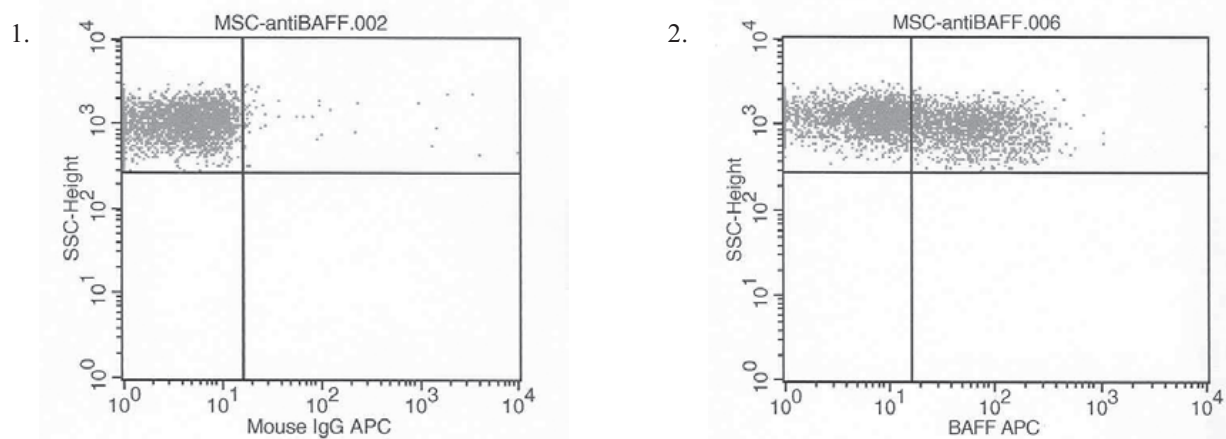 1.
MSC-antiBAFF.002
10^4
10^3
10^2
10^1
10^0
SSC-Height
10^0 10^1 10^2 10^3 10^4
Mouse IgG APC
2.
MSC-antiBAFF.006
10^4
10^3
10^2
10^1
10^0
SSC-Height
10^0 10^1 10^2 10^3 10^4
BAFF APC